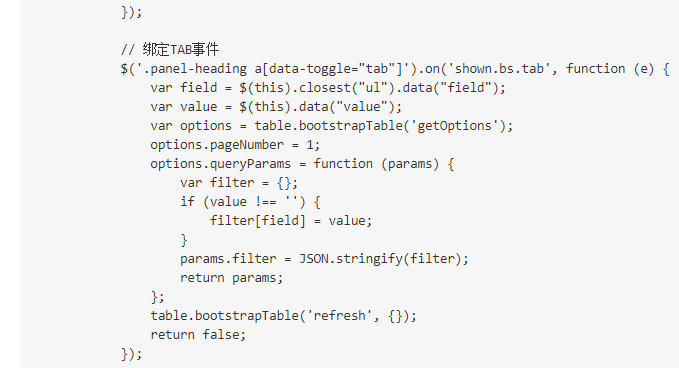 });
// 绑定TAB事件
$('.panel-heading a[data-toggle="tab"]').on('shown.bs.tab', function (e) {
var field = $(this).closest("ul").data("field");
var value = $(this).data("value");
var options = table.bootstrapTable('getOptions');
options.pageNumber = 1;
options.queryParams = function (params) {
var filter = {};
if (value !== '') {
filter[field] = value;
}
params.filter = JSON.stringify(filter);
return params;
};
table.bootstrapTable('refresh', {});
return false;
});